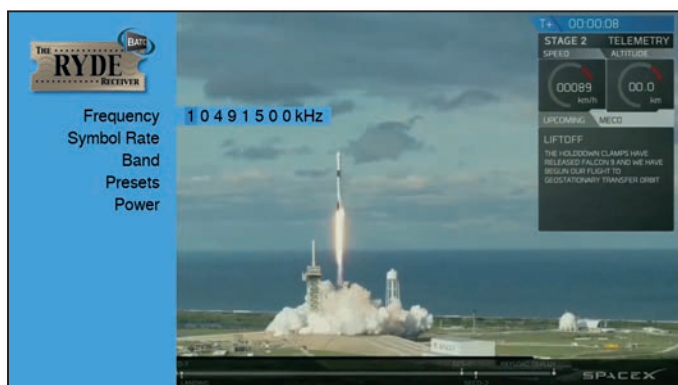 THE
BATC
RYDE
RECEIVER
Frequency 10491500kHz
Symbol Rate
Band
Presets
Power
T+ 00:00:08
STAGE 2 TELEMETRY
SPEED ALTITUDE
00089 00.0
km/h km
UPCOMING MECO
LIFTOFF
THE HOLDDOWN CLAMPS HAVE
RELEASED FALCON 9 AND WE HAVE
BEGUN OUR FLIGHT TO
GEOSTATIONARY TRANSFER ORBIT
SPACEX